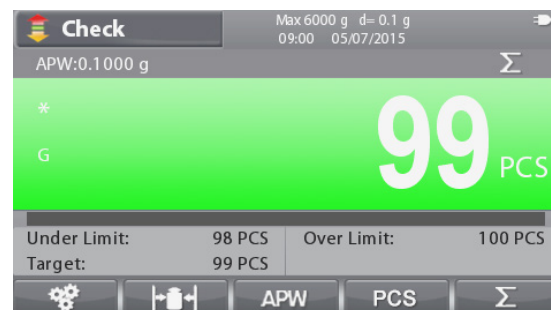 Check
Max 6000 g d= 0.1 g
09:00 05/07/2015
APW:0.1000 g
Σ
*
G
99 PCS
Under Limit: 98 PCS Over Limit: 100 PCS
Target: 99 PCS
APW PCS Σ